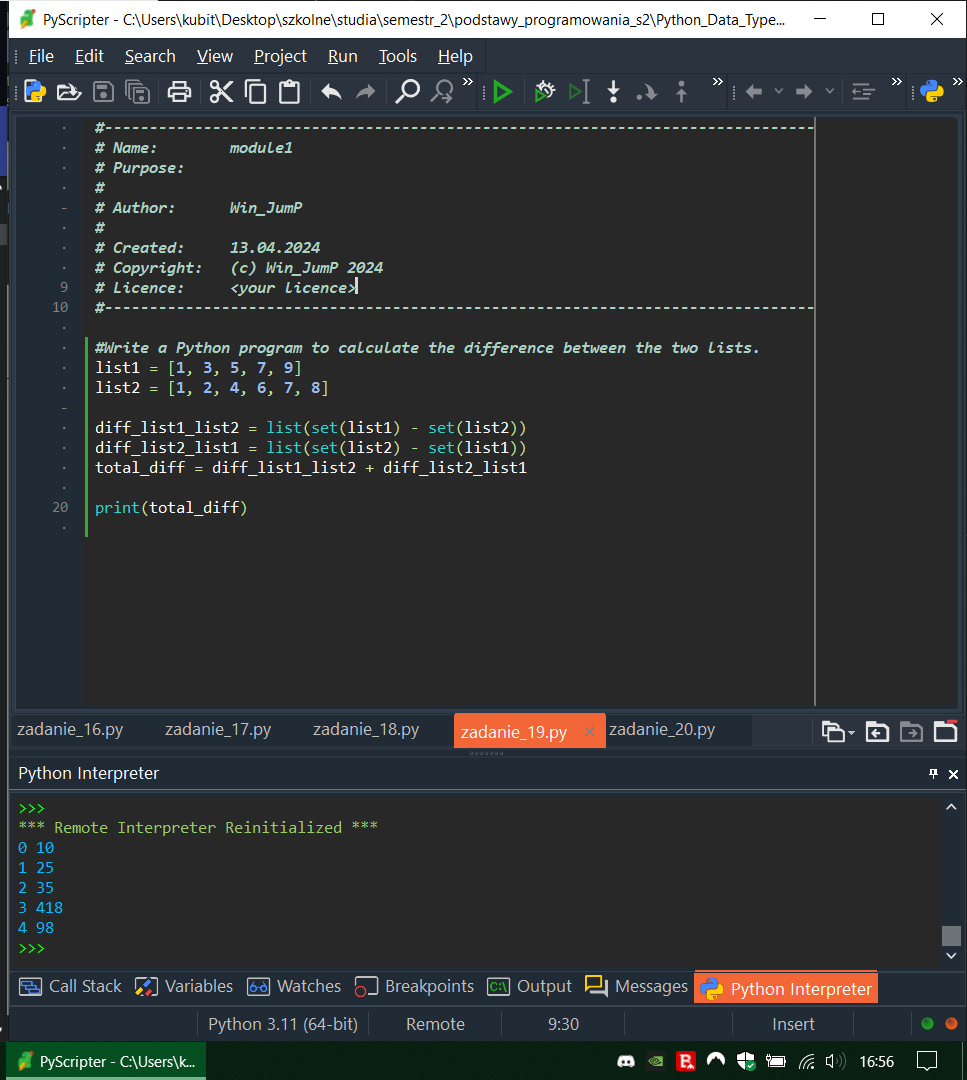 PyScripter - C:\Users\kubit\Desktop\szkolne\studia\semestr_2\podstawy_programowania_s2\Python_Data_Type...
File Edit Search View Project Run Tools Help
#------------------------------------------------------------------------------
# Name:        module1
# Purpose:
#
# Author:      Win_JumP
#
# Created:     13.04.2024
# Copyright:   (c) Win_JumP 2024
9 # Licence:     <your licence>
10 #------------------------------------------------------------------------------
#Write a Python program to calculate the difference between the two lists.
list1 = [1, 3, 5, 7, 9]
list2 = [1, 2, 4, 6, 7, 8]
diff_list1_list2 = list(set(list1) - set(list2))
diff_list2_list1 = list(set(list2) - set(list1))
total_diff = diff_list1_list2 + diff_list2_list1
20 print(total_diff)
zadanie_16.py zadanie_17.py zadanie_18.py zadanie_19.py zadanie_20.py
Python Interpreter
>>>
*** Remote Interpreter Reinitialized ***
0 10
1 25
2 35
3 418
4 98
>>>
Call Stack Variables Watches Breakpoints C:\ Output Messages Python Interpreter
Python 3.11 (64-bit) Remote 9:30 Insert
PyScripter - C:\Users\k... 16:56